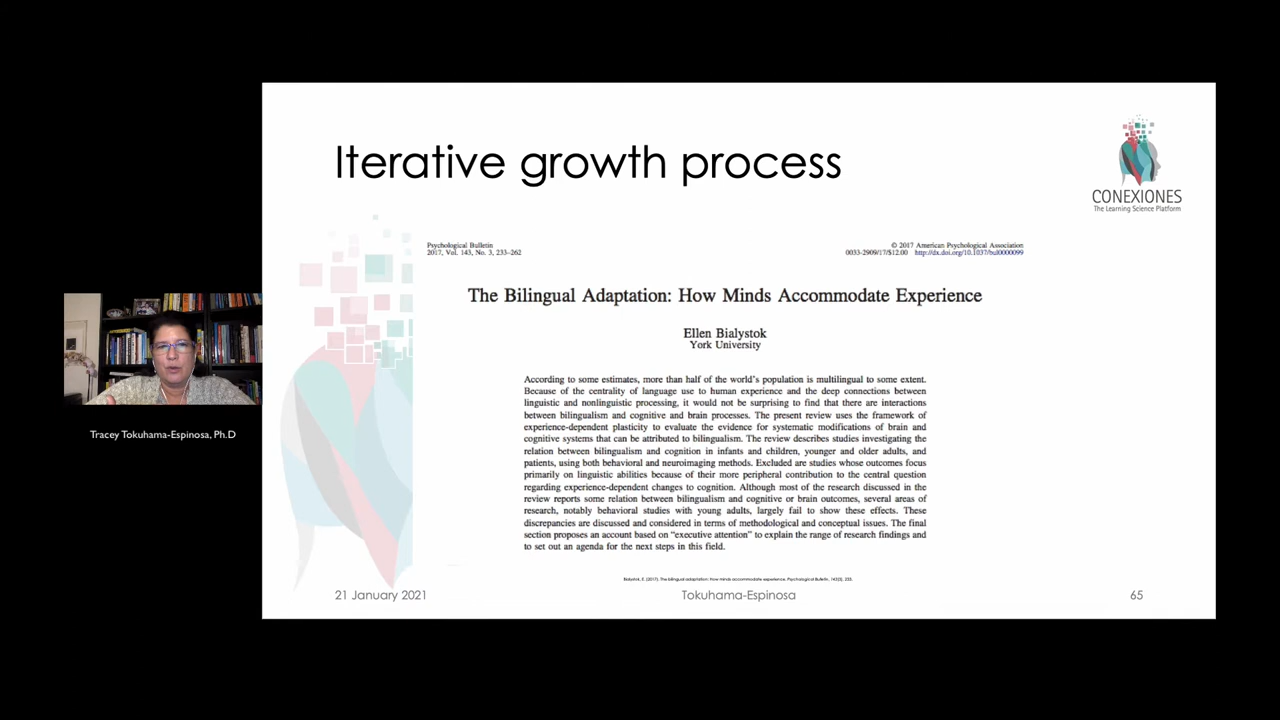 Iterative growth process
CONEXIONES
The Learning Science Platform
Psychological Bulletin
2017, Vol. 143, No. 3, 233–262
© 2017 American Psychological Association
0033-2909/17/$12.00 http://dx.doi.org/10.1037/bul0000099
The Bilingual Adaptation: How Minds Accommodate Experience
Ellen Bialystok
York University
According to some estimates, more than half of the world's population is multilingual to some extent.
Because of the centrality of language use to human experience and the deep connections between
linguistic and nonlinguistic processing, it would not be surprising to find that there are interactions
between bilingualism and cognitive and brain processes. The present review uses the framework of
experience-dependent plasticity to evaluate the evidence for systematic modifications of brain and
cognitive systems that can be attributed to bilingualism. The review describes studies investigating the
relation between bilingualism and cognition in infants and children, younger and older adults, and
patients, using both behavioral and neuroimaging methods. Excluded are studies whose outcomes focus
primarily on linguistic abilities because of their more peripheral contribution to the central question
regarding experience-dependent changes to cognition. Although most of the research discussed in the
review reports some relation between bilingualism and cognitive or brain outcomes, several areas of
research, notably behavioral studies with young adults, largely fail to show these effects. These
discrepancies are discussed and considered in terms of methodological and conceptual issues. The final
section proposes an account based on “executive attention” to explain the range of research findings and
to set out an agenda for the next steps in this field.
Bialystok, E. (2017). The bilingual adaptation: How minds accommodate experience. Psychological Bulletin, 143(3), 233.
21 January 2021
Tokuhama-Espinosa
65
Tracey Tokuhama-Espinosa, Ph.D